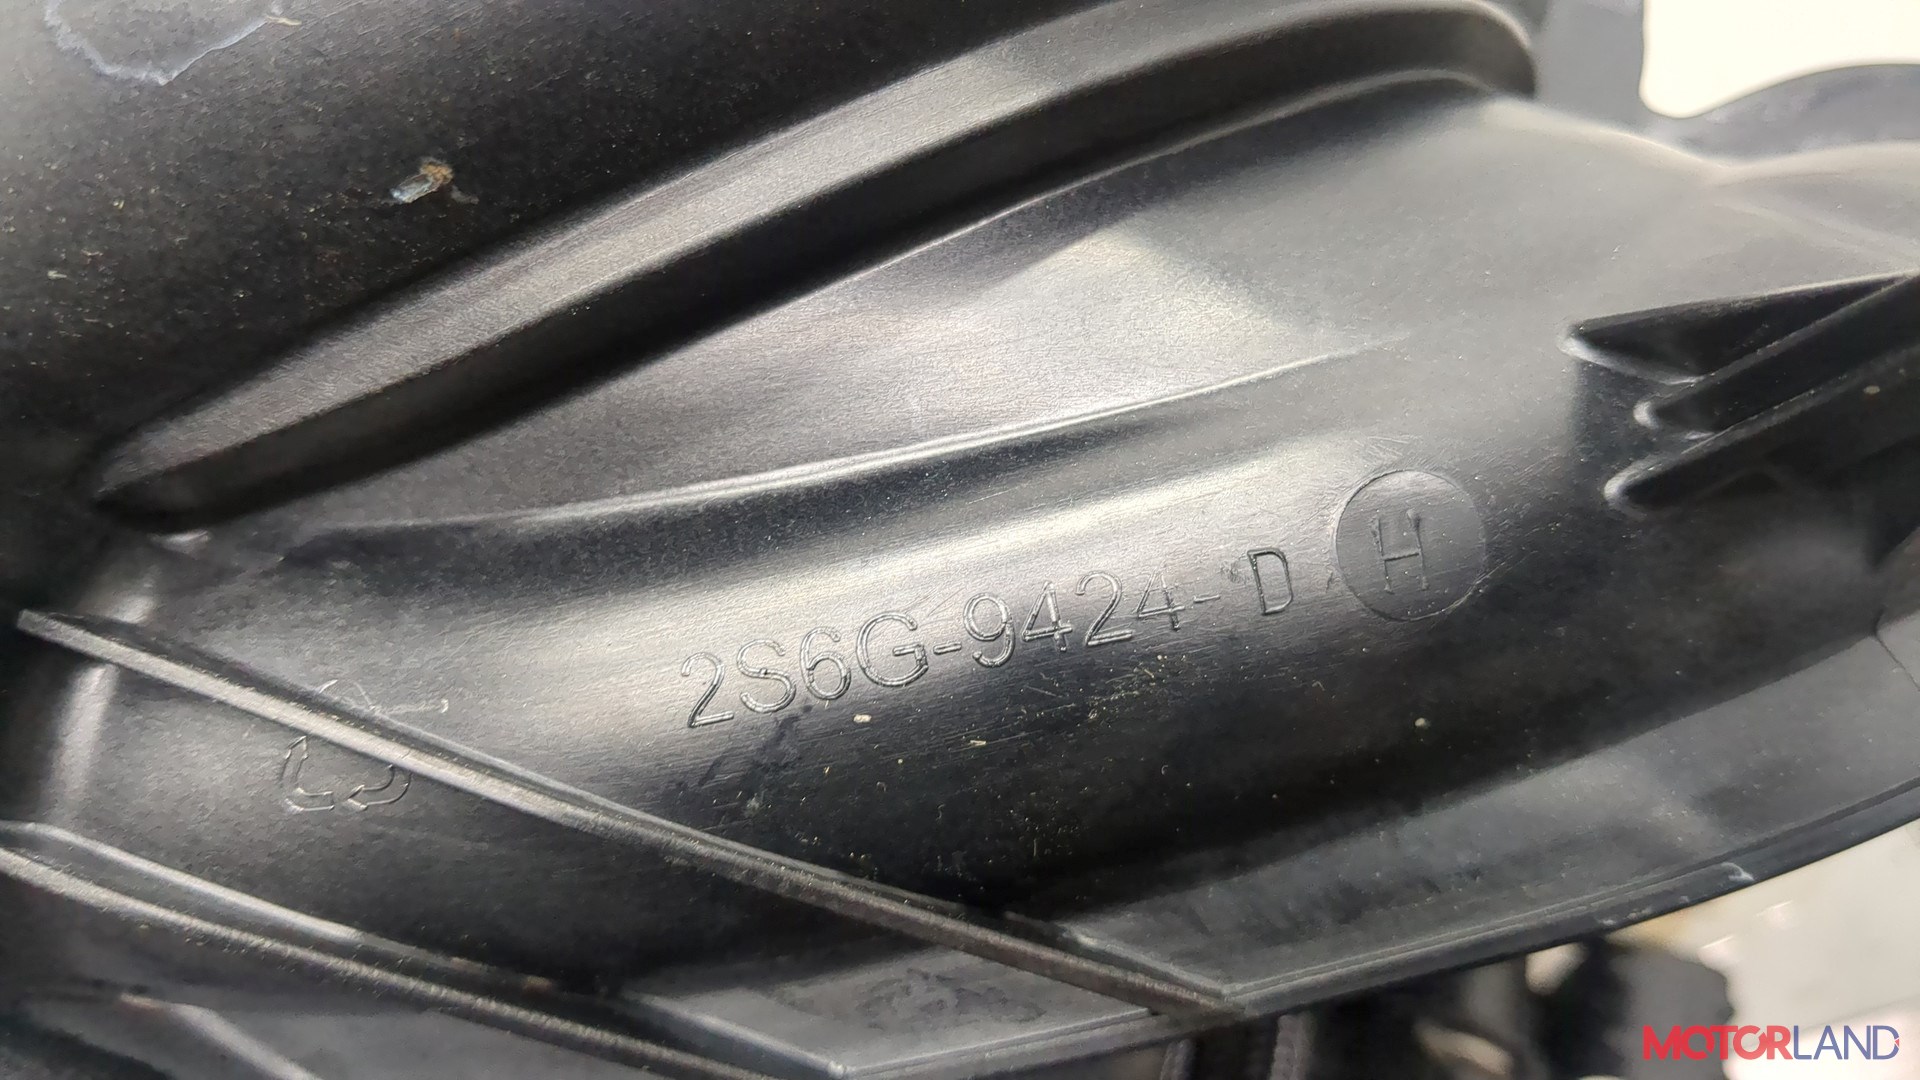 2S6G-9424- D H
MOTORLAND